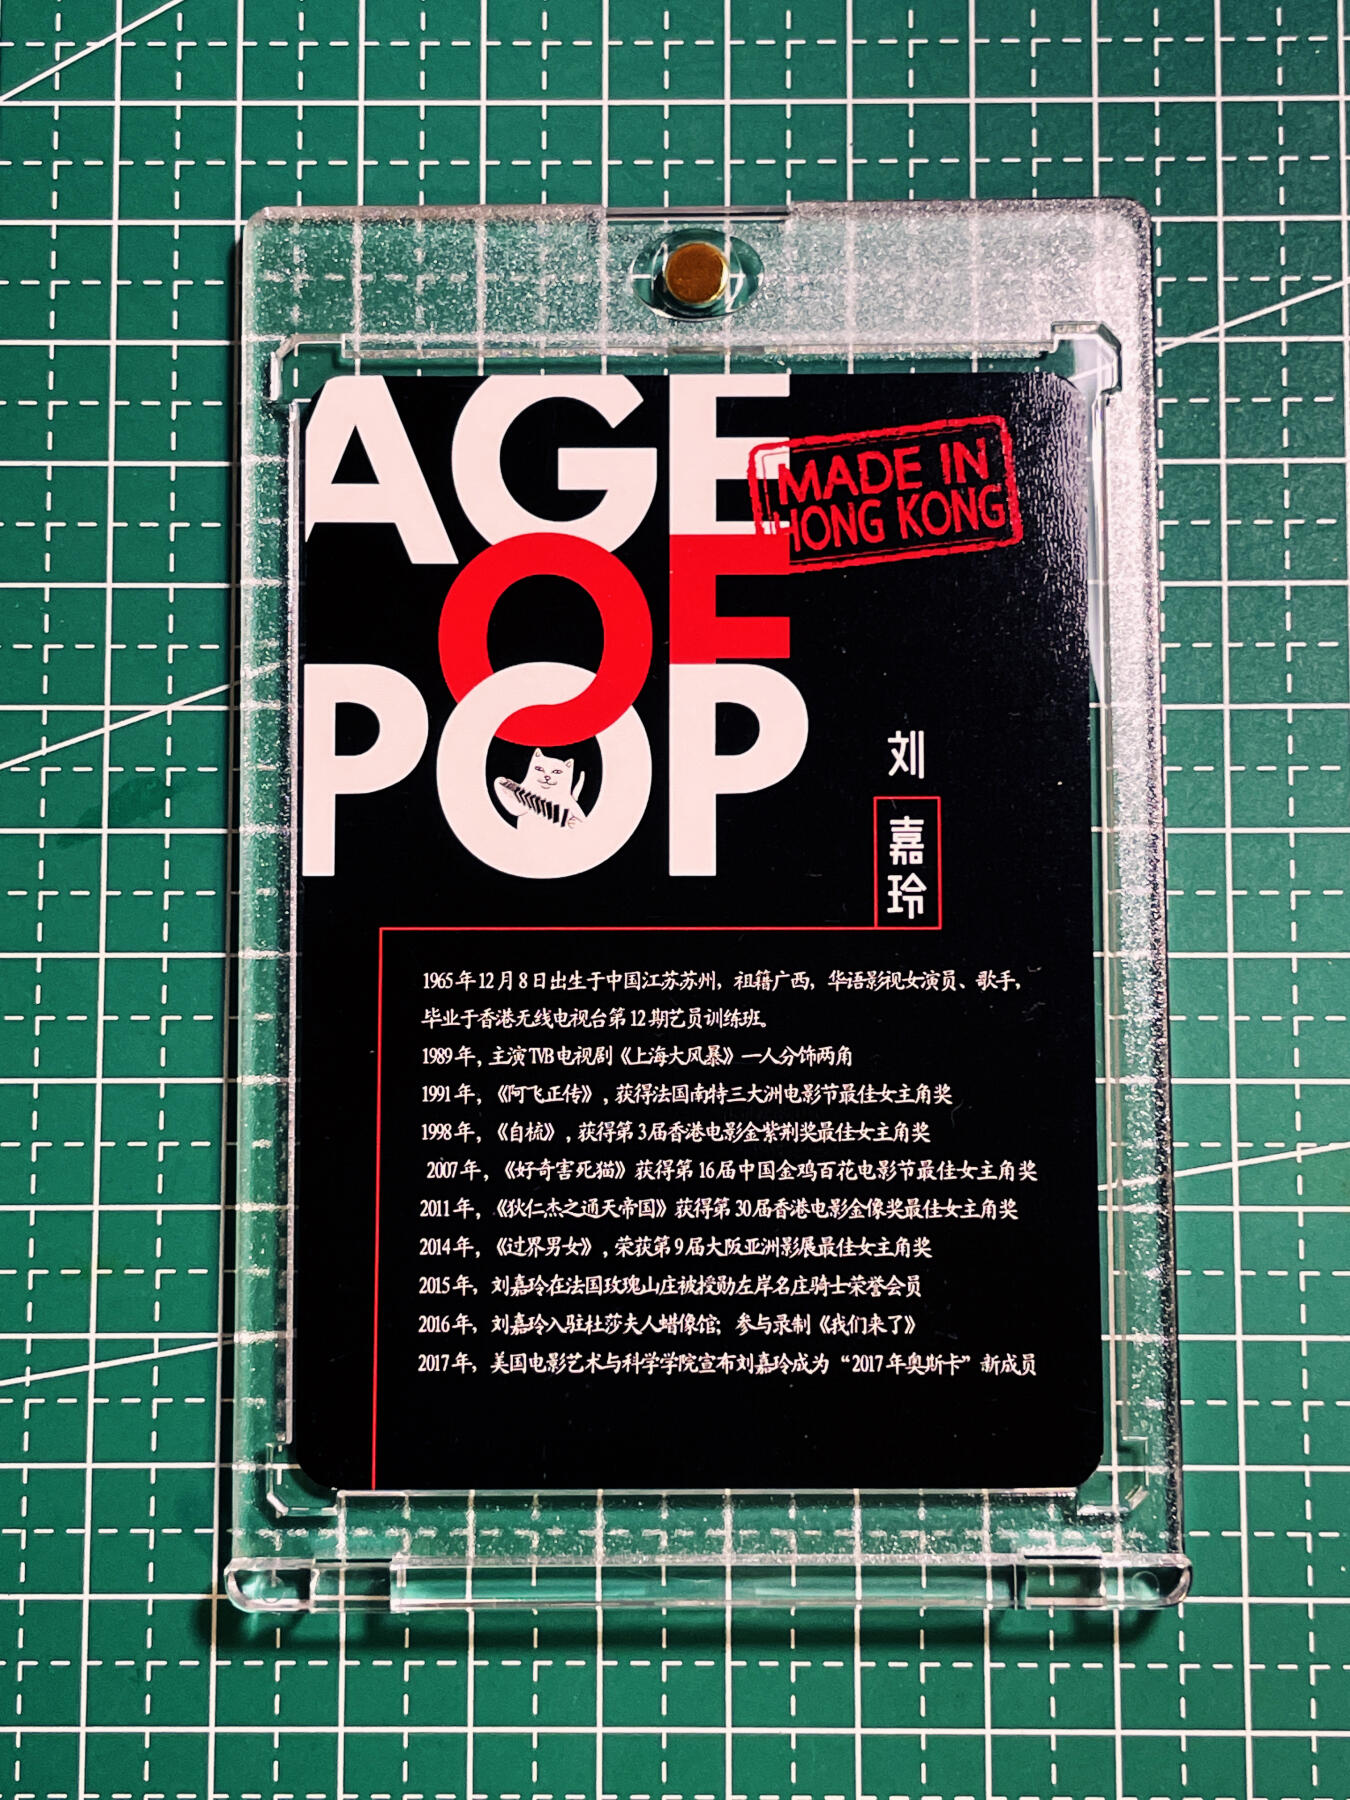 AGE
OF
POP
MADE IN
HONG KONG
刘
嘉
玲
1965年12月8日出生于中国江苏苏州，祖籍广西，华语影视女演员、歌手，
毕业于香港无线电视台第12期艺员训练班。
1989年，主演TVB电视剧《上海大风暴》一人分饰两角
1991年，《阿飞正传》，获得法国南特三大洲电影节最佳女主角奖
1998年，《自梳》，获得第3届香港电影金紫荆奖最佳女主角奖
2007年，《好奇害死猫》获得第16届中国金鸡百花电影节最佳女主角奖
2011年，《狄仁杰之通天帝国》获得第30届香港电影金像奖最佳女主角奖
2014年，《过界男女》，荣获第9届大阪亚洲影展最佳女主角奖
2015年，刘嘉玲在法国玫瑰山庄被授勋左岸名庄骑士荣誉会员
2016年，刘嘉玲入驻杜莎夫人蜡像馆；参与录制《我们来了》
2017年，美国电影艺术与科学学院宣布刘嘉玲成为“2017年奥斯卡”新成员